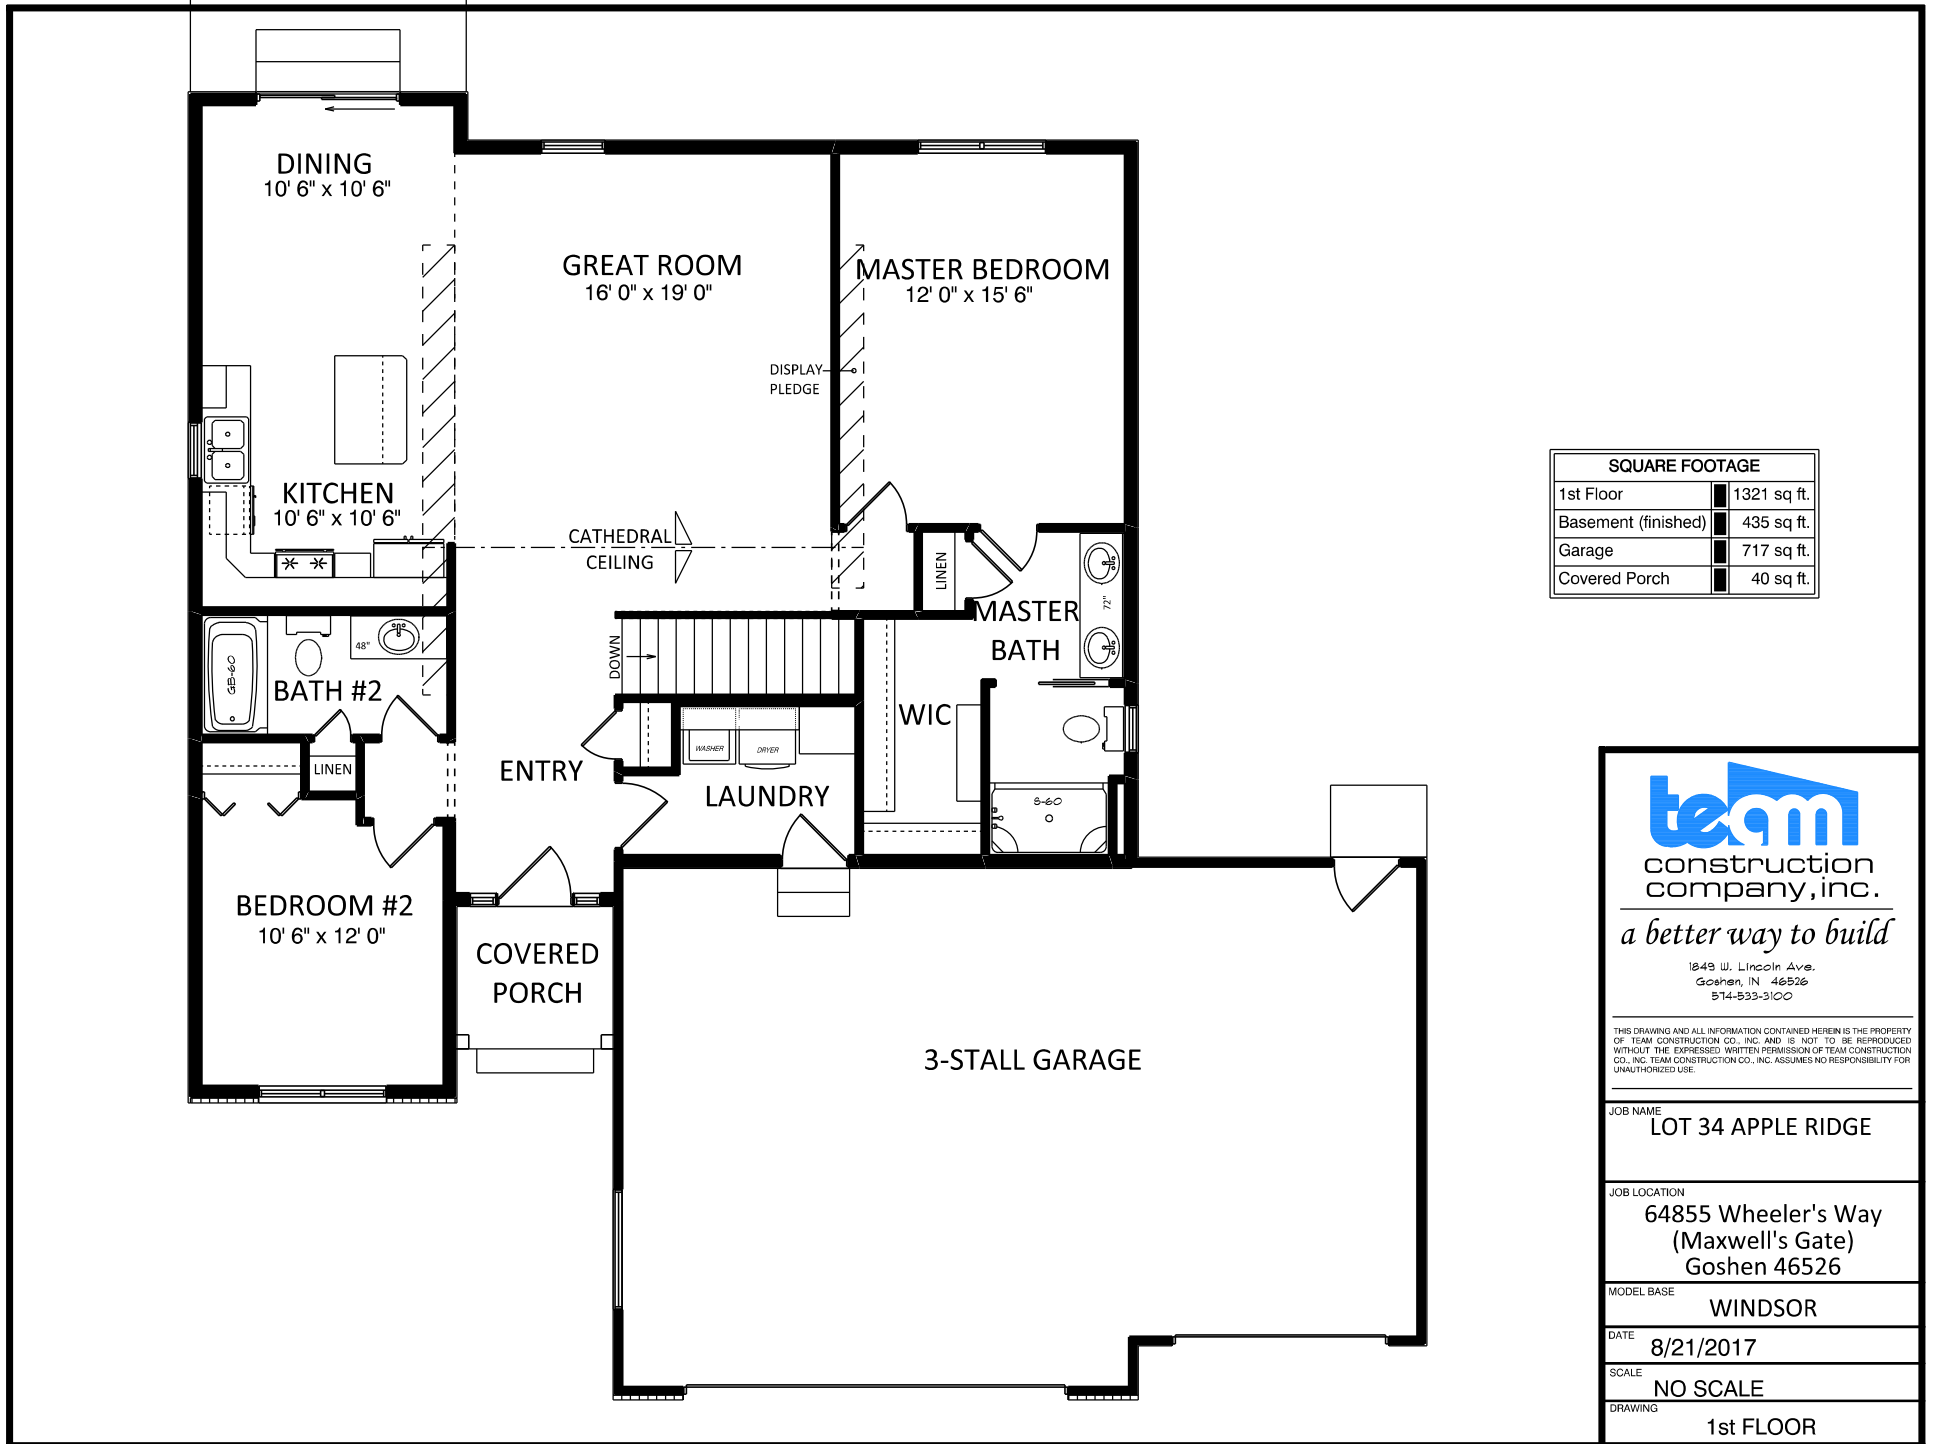 DINING
10' 6" x 10' 6"
GREAT ROOM
16' 0" x 19' 0"
MASTER BEDROOM
12' 0" x 15' 6"
DISPLAY
PLEDGE
KITCHEN
10' 6" x 10' 6"
CATHEDRAL
CEILING
LINEN
72"
MASTER
BATH
DOWN
48"
GB-60
BATH #2
WIC
WASHER
DRYER
LINEN
ENTRY
LAUNDRY
S-60
BEDROOM #2
10' 6" x 12' 0"
COVERED
PORCH
3-STALL GARAGE
SQUARE FOOTAGE
1st Floor 1321 sq ft.
Basement (finished) 435 sq ft.
Garage 717 sq ft.
Covered Porch 40 sq ft.
team
construction
company, inc.
a better way to build
1849 W. Lincoln Ave.
Goshen, IN 46526
574-533-3100
THIS DRAWING AND ALL INFORMATION CONTAINED HEREIN IS THE PROPERTY
OF TEAM CONSTRUCTION CO., INC. AND IS NOT TO BE REPRODUCED
WITHOUT THE EXPRESSED WRITTEN PERMISSION OF TEAM CONSTRUCTION
CO., INC. TEAM CONSTRUCTION CO., INC. ASSUMES NO RESPONSIBILITY FOR
UNAUTHORIZED USE.
JOB NAME
LOT 34 APPLE RIDGE
JOB LOCATION
64855 Wheeler's Way
(Maxwell's Gate)
Goshen 46526
MODEL BASE
WINDSOR
DATE
8/21/2017
SCALE
NO SCALE
DRAWING
1st FLOOR